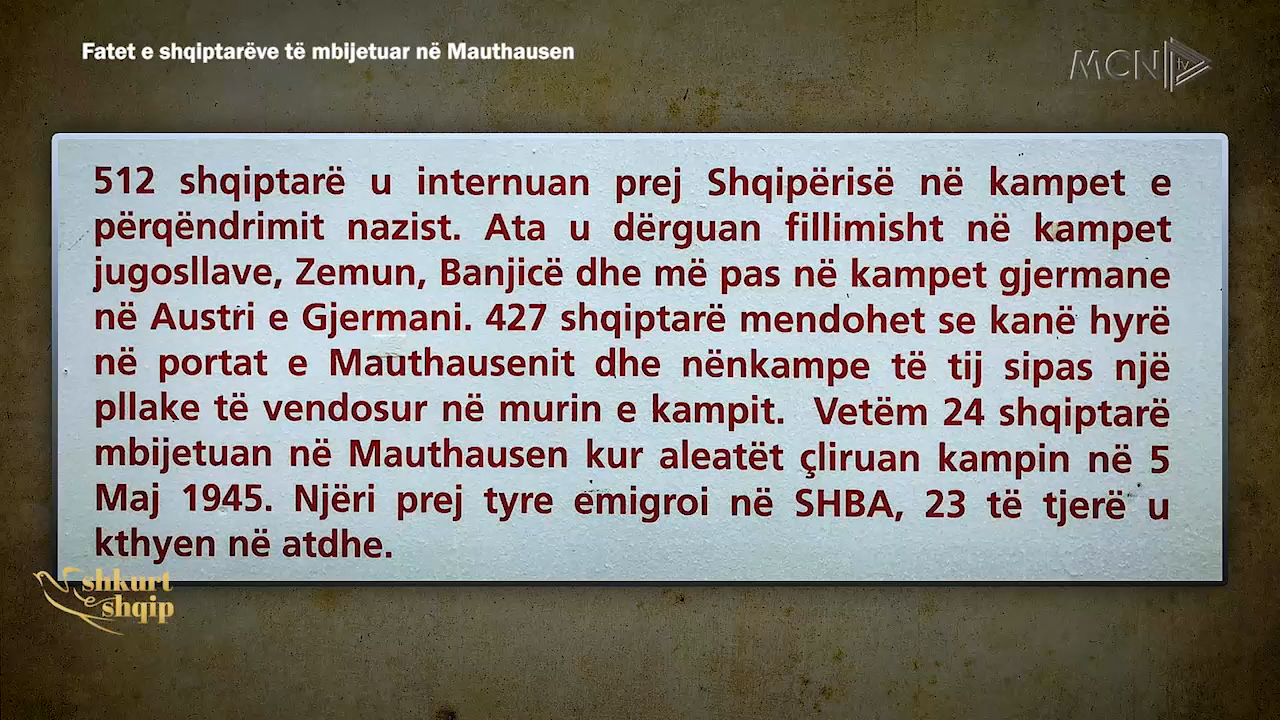 Fatet e shqiptarëve të mbijetuar në Mauthausen
MCN tv
512 shqiptarë u internuan prej Shqipërisë në kampet e
përqëndrimit nazist. Ata u dërguan fillimisht në kampet
jugosllave, Zemun, Banjicë dhe më pas në kampet gjermane
në Austri e Gjermani. 427 shqiptarë mendohet se kanë hyrë
në portat e Mauthausenit dhe nënkampe të tij sipas një
pllake të vendosur në murin e kampit. Vetëm 24 shqiptarë
mbijetuan në Mauthausen kur aleatët çliruan kampin në 5
Maj 1945. Njëri prej tyre emigroi në SHBA, 23 të tjerë u
kthyen në atdhe.
shkurt
e shqip